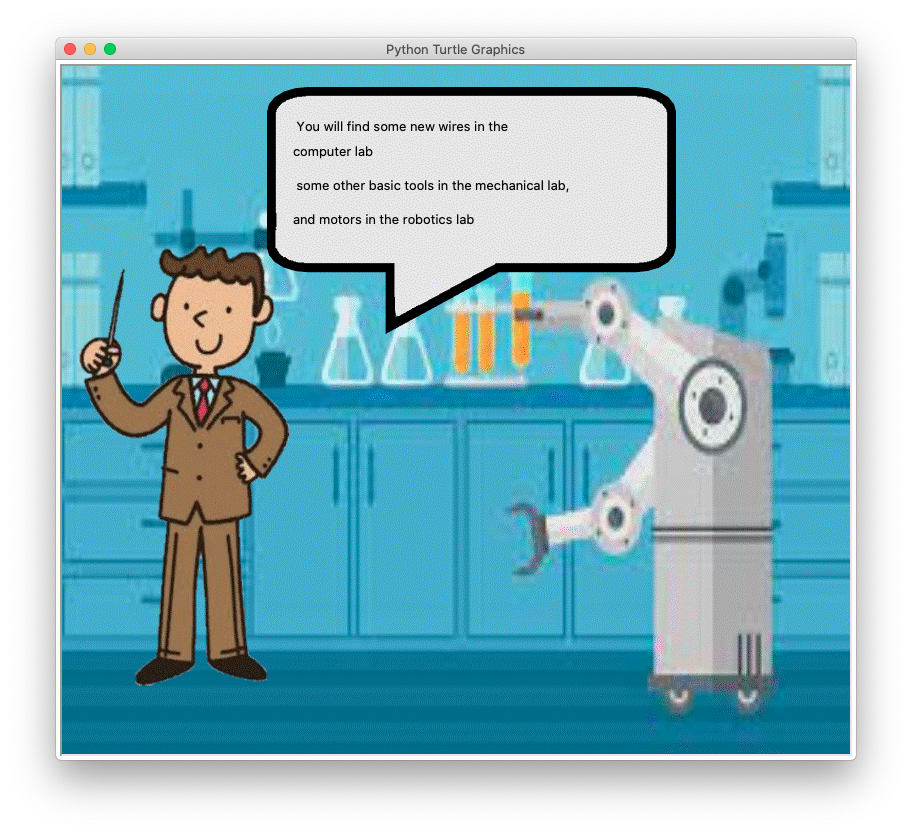 Python Turtle Graphics
You will find some new wires in the
computer lab
some other basic tools in the mechanical lab,
and motors in the robotics lab